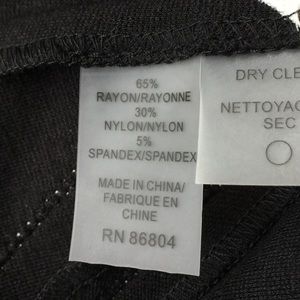 65%
RAYON/RAYONNE
30%
NYLON/NYLON
5%
SPANDEX/SPANDEX
MADE IN CHINA/
FABRIQUE EN
CHINE
RN 86804
DRY CLE
NETTOYAG
SEC